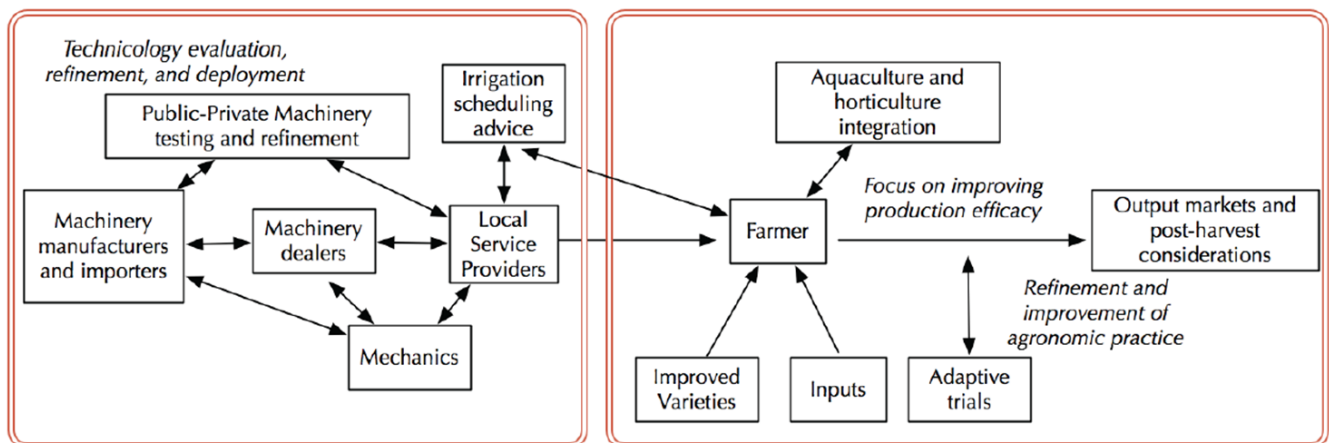 Technicology evaluation,
refinement, and deployment
Public-Private Machinery
testing and refinement
Irrigation
scheduling
advice
Machinery
manufacturers
and importers
Machinery
dealers
Local
Service
Providers
Mechanics
Aquaculture and
horticulture
integration
Focus on improving
production efficacy
Farmer
Output markets and
post-harvest
considerations
Refinement and
improvement of
agronomic practice
Improved
Varieties
Inputs
Adaptive
trials